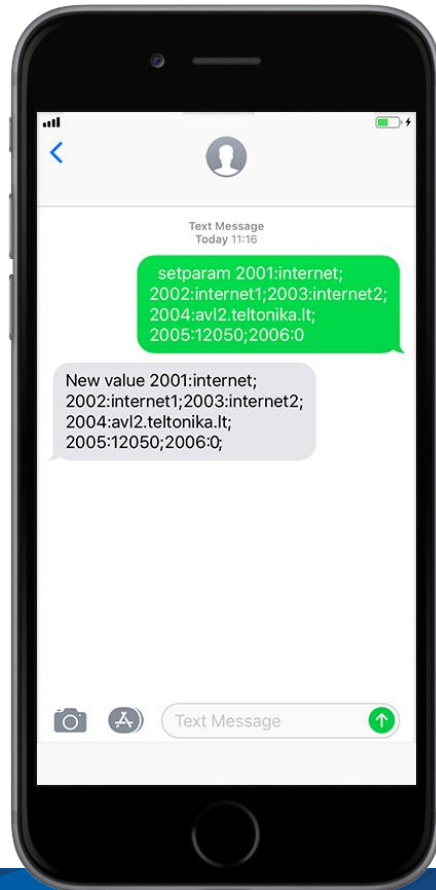 Text Message
Today 11:16
setparam 2001:internet;
2002:internet1;2003:internet2;
2004:avl2.teltonika.lt;
2005:12050;2006:0
New value 2001:internet;
2002:internet1;2003:internet2;
2004:avl2.teltonika.lt;
2005:12050;2006:0;
Text Message